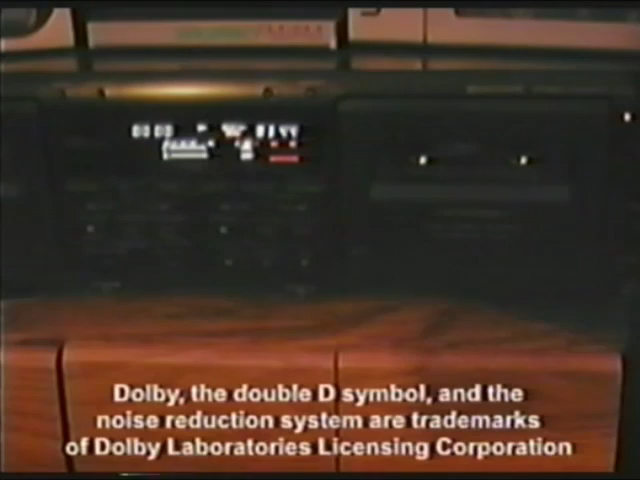 Dolby, the double D symbol, and the
noise reduction system are trademarks
of Dolby Laboratories Licensing Corporation